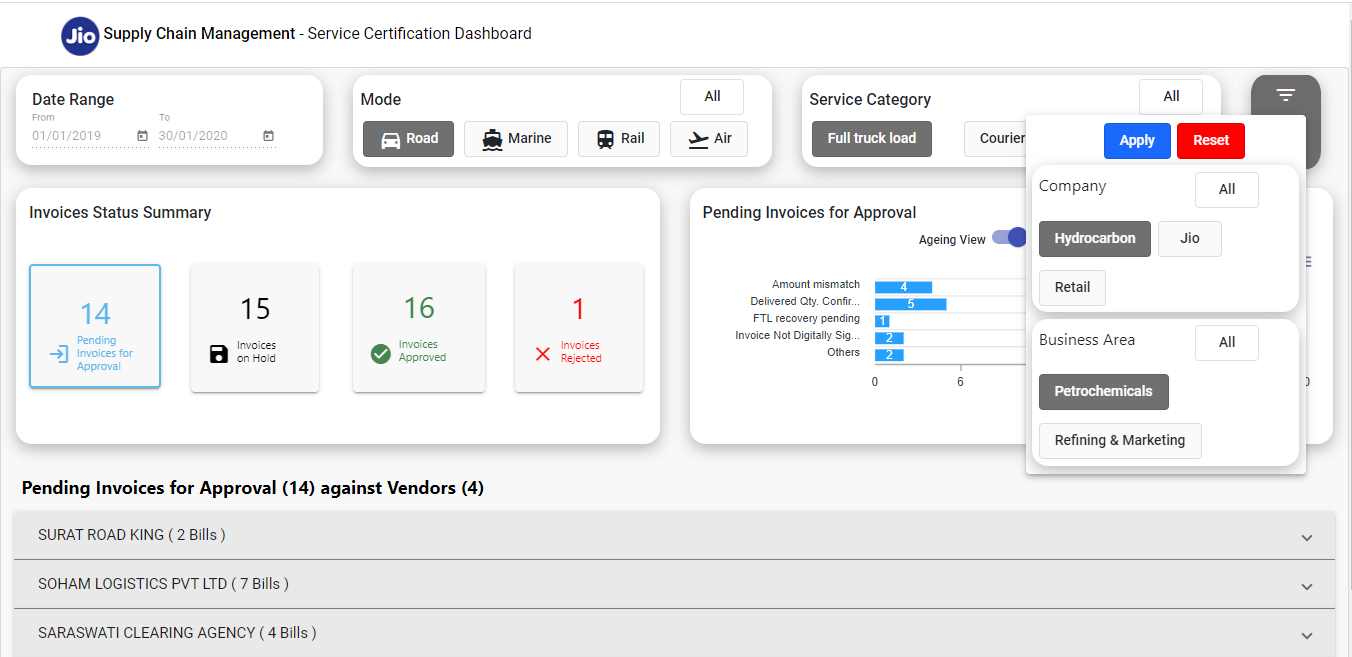 Jio Supply Chain Management - Service Certification Dashboard
Date Range
From
To
01/01/2019
30/01/2020
Mode
All
Road
Marine
Rail
Air
Service Category
All
Full truck load
Courier
Apply
Reset
Company
All
Hydrocarbon
Jio
Retail
Business Area
All
Petrochemicals
Refining & Marketing
Invoices Status Summary
14
Pending
Invoices for
Approval
15
Invoices
on Hold
16
Invoices
Approved
1
Invoices
Rejected
Pending Invoices for Approval
Ageing View
Amount mismatch
4
Delivered Qty. Confir...
5
FTL recovery pending
1
Invoice Not Digitally Sig...
2
Others
2
0
6
Pending Invoices for Approval (14) against Vendors (4)
SURAT ROAD KING ( 2 Bills )
SOHAM LOGISTICS PVT LTD ( 7 Bills )
SARASWATI CLEARING AGENCY ( 4 Bills )